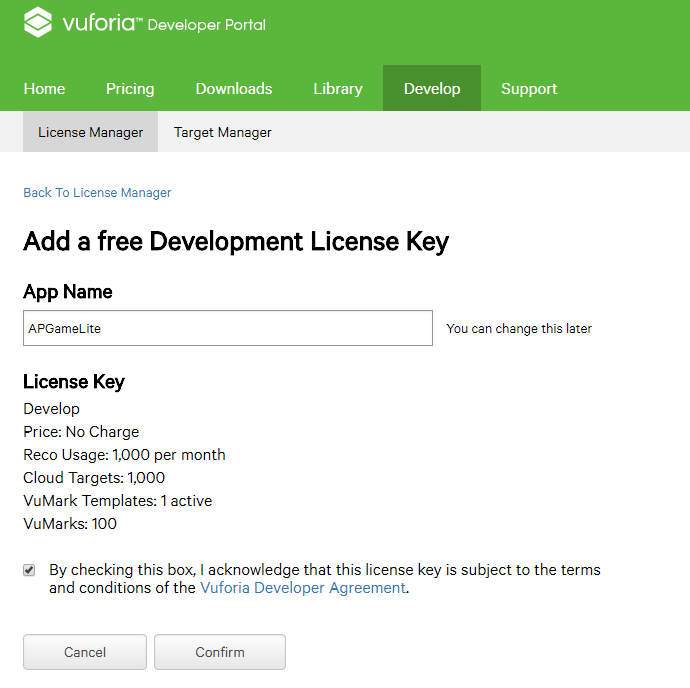 vuforia™ Developer Portal
Home Pricing Downloads Library Develop Support
License Manager Target Manager
Back To License Manager
Add a free Development License Key
App Name
APGameLite You can change this later
License Key
Develop
Price: No Charge
Reco Usage: 1,000 per month
Cloud Targets: 1,000
VuMark Templates: 1 active
VuMarks: 100
By checking this box, I acknowledge that this license key is subject to the terms
and conditions of the Vuforia Developer Agreement.
Cancel Confirm